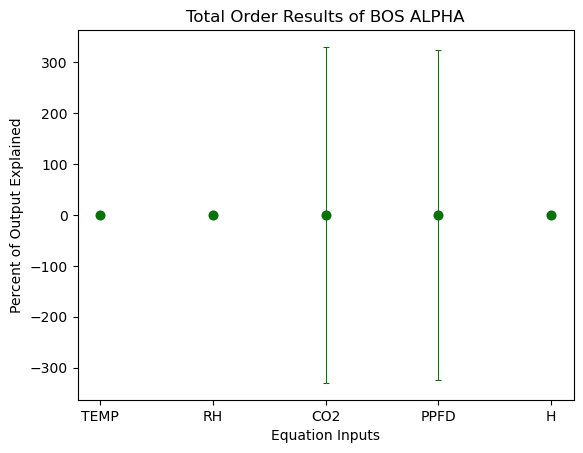 Total Order Results of BOS ALPHA
Percent of Output Explained
300
200
100
0
−100
−200
−300
TEMP RH CO2 PPFD H
Equation Inputs